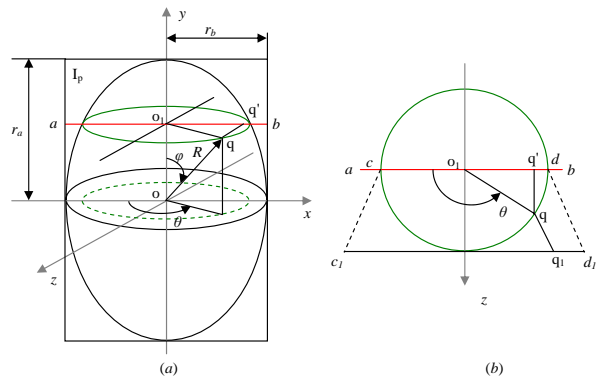 y
r_b
I_p
r_a
a
o_1
q'
b
q
R
φ
o
x
θ
z
(a)
a
c
o_1
q'
d
b
θ
q
c_1
q_1
d_1
z
(b)